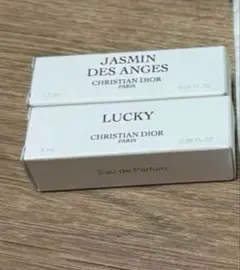 JASMIN
DES ANGES
CHRISTIAN DIOR
PARIS
LUCKY
CHRISTIAN DIOR
PARIS
Eau de Parfum